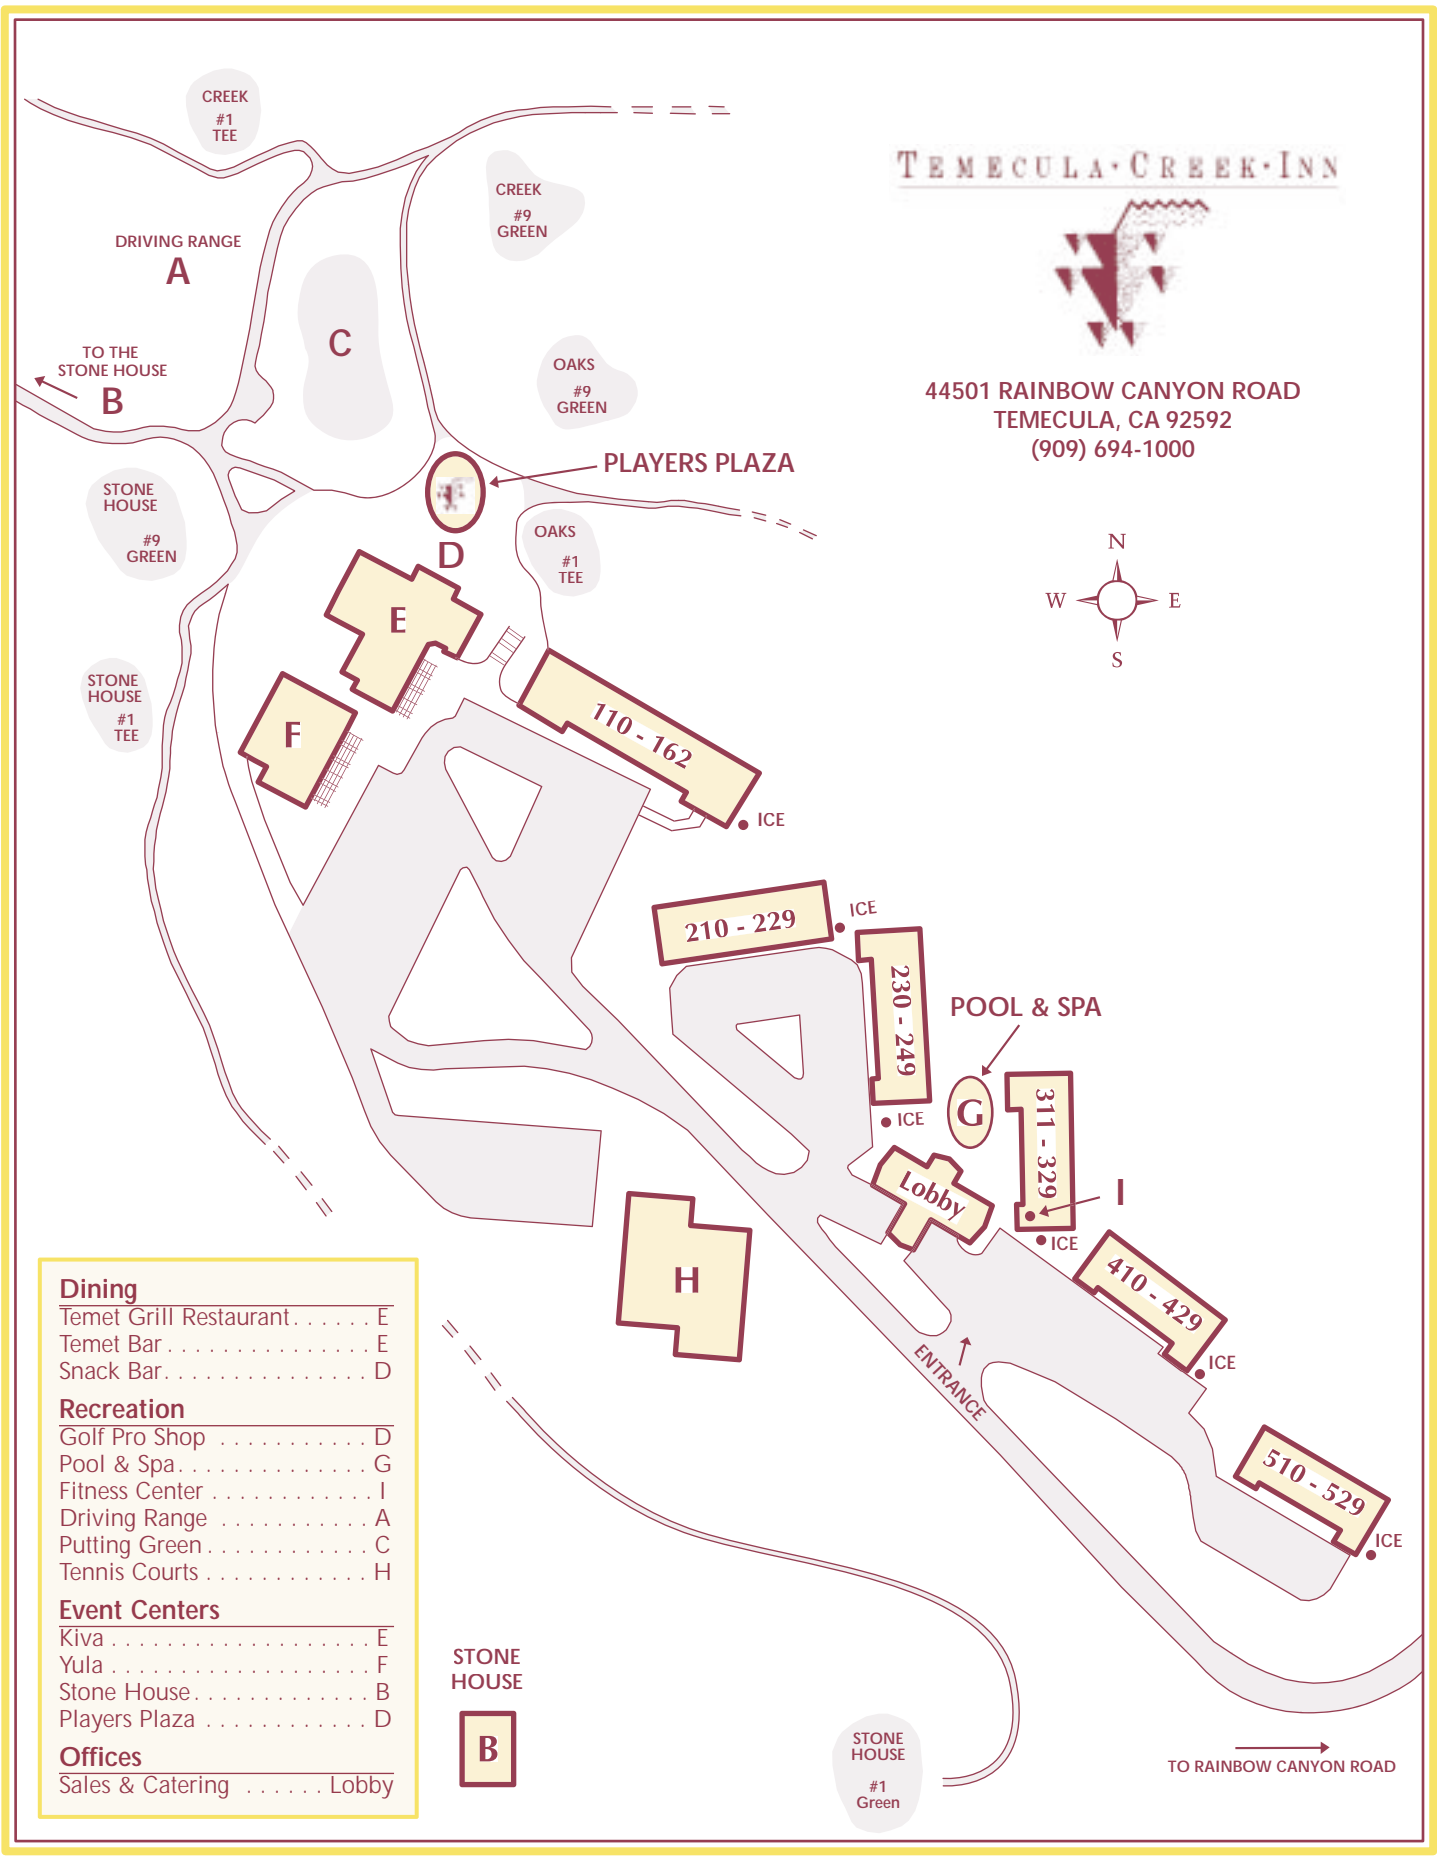 CREEK
#1
TEE
CREEK
#9
GREEN
TEMECULA·CREEK·INN
DRIVING RANGE
A
C
TO THE
STONE HOUSE
B
OAKS
#9
GREEN
44501 RAINBOW CANYON ROAD
TEMECULA, CA 92592
(909) 694-1000
PLAYERS PLAZA
STONE
HOUSE
#9
GREEN
D
OAKS
#1
TEE
N
W
E
S
E
STONE
HOUSE
#1
TEE
F
110 - 162
ICE
210 - 229
ICE
230 - 249
POOL & SPA
G
ICE
311 - 329
Lobby
I
ICE
H
410 - 429
ICE
ENTRANCE
510 - 529
ICE
Dining
Temet Grill Restaurant . . . . . . E
Temet Bar . . . . . . . . . . . . . . . . E
Snack Bar. . . . . . . . . . . . . . . . D
Recreation
Golf Pro Shop . . . . . . . . . . . D
Pool & Spa. . . . . . . . . . . . . . . G
Fitness Center . . . . . . . . . . . . I
Driving Range . . . . . . . . . . . A
Putting Green . . . . . . . . . . . . C
Tennis Courts . . . . . . . . . . . . H
Event Centers
Kiva . . . . . . . . . . . . . . . . . . . E
Yula . . . . . . . . . . . . . . . . . . . F
Stone House. . . . . . . . . . . . . B
Players Plaza . . . . . . . . . . . . D
Offices
Sales & Catering . . . . . . Lobby
STONE
HOUSE
B
STONE
HOUSE
#1
Green
TO RAINBOW CANYON ROAD